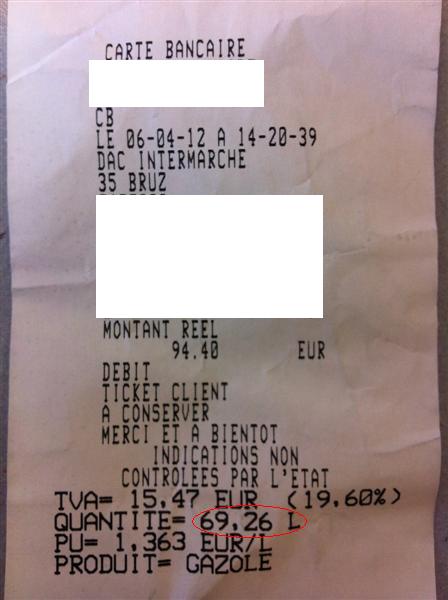 CARTE BANCAIRE
CB
LE 06-04-12 A 14-20-39
DAC INTERMARCHE
35 BRUZ
MONTANT REEL
94.40 EUR
DEBIT
TICKET CLIENT
A CONSERVER
MERCI ET A BIENTOT
INDICATIONS NON
CONTROLEES PAR L'ETAT
TVA= 15,47 EUR (19,60%)
QUANTITE= 69,26 L
PU= 1,363 EUR/L
PRODUIT= GAZOLE